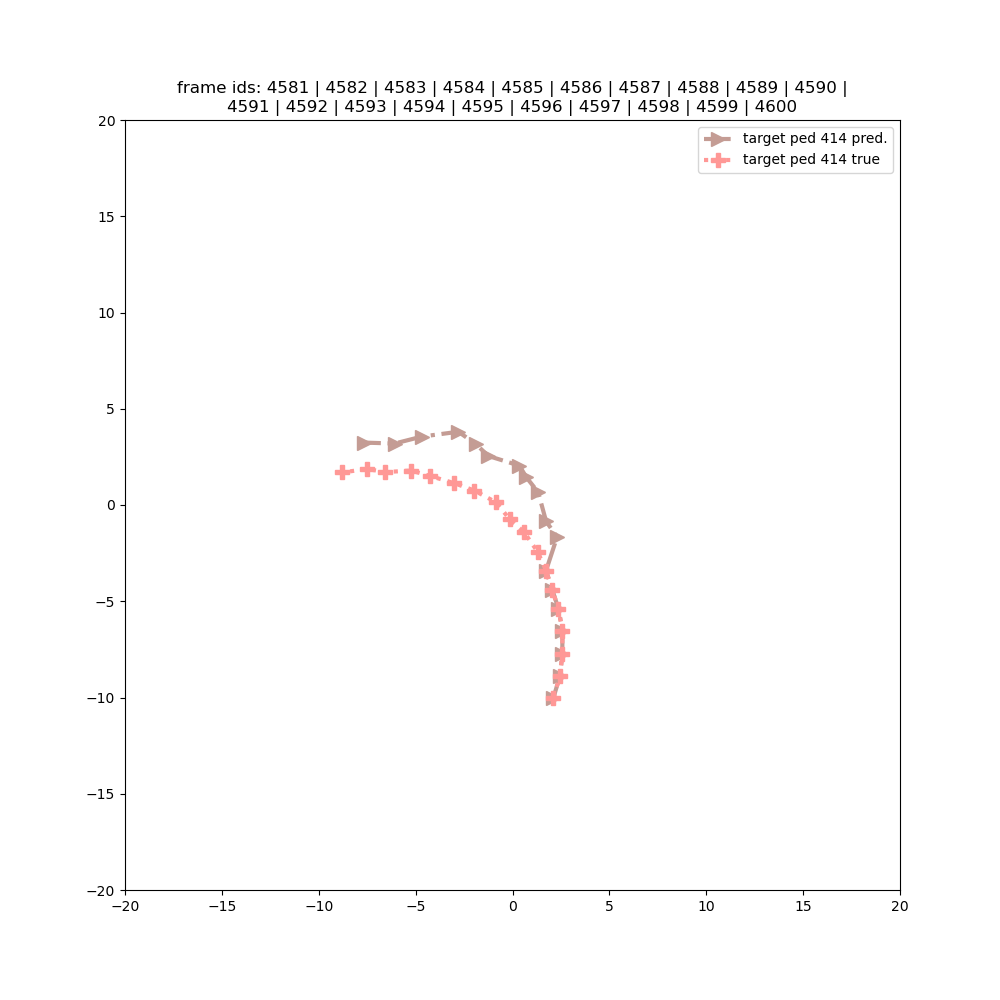 frame ids: 4581 | 4582 | 4583 | 4584 | 4585 | 4586 | 4587 | 4588 | 4589 | 4590 |
4591 | 4592 | 4593 | 4594 | 4595 | 4596 | 4597 | 4598 | 4599 | 4600
target ped 414 pred.
target ped 414 true
20
15
10
5
0
−5
−10
−15
−20
−20 −15 −10 −5 0 5 10 15 20